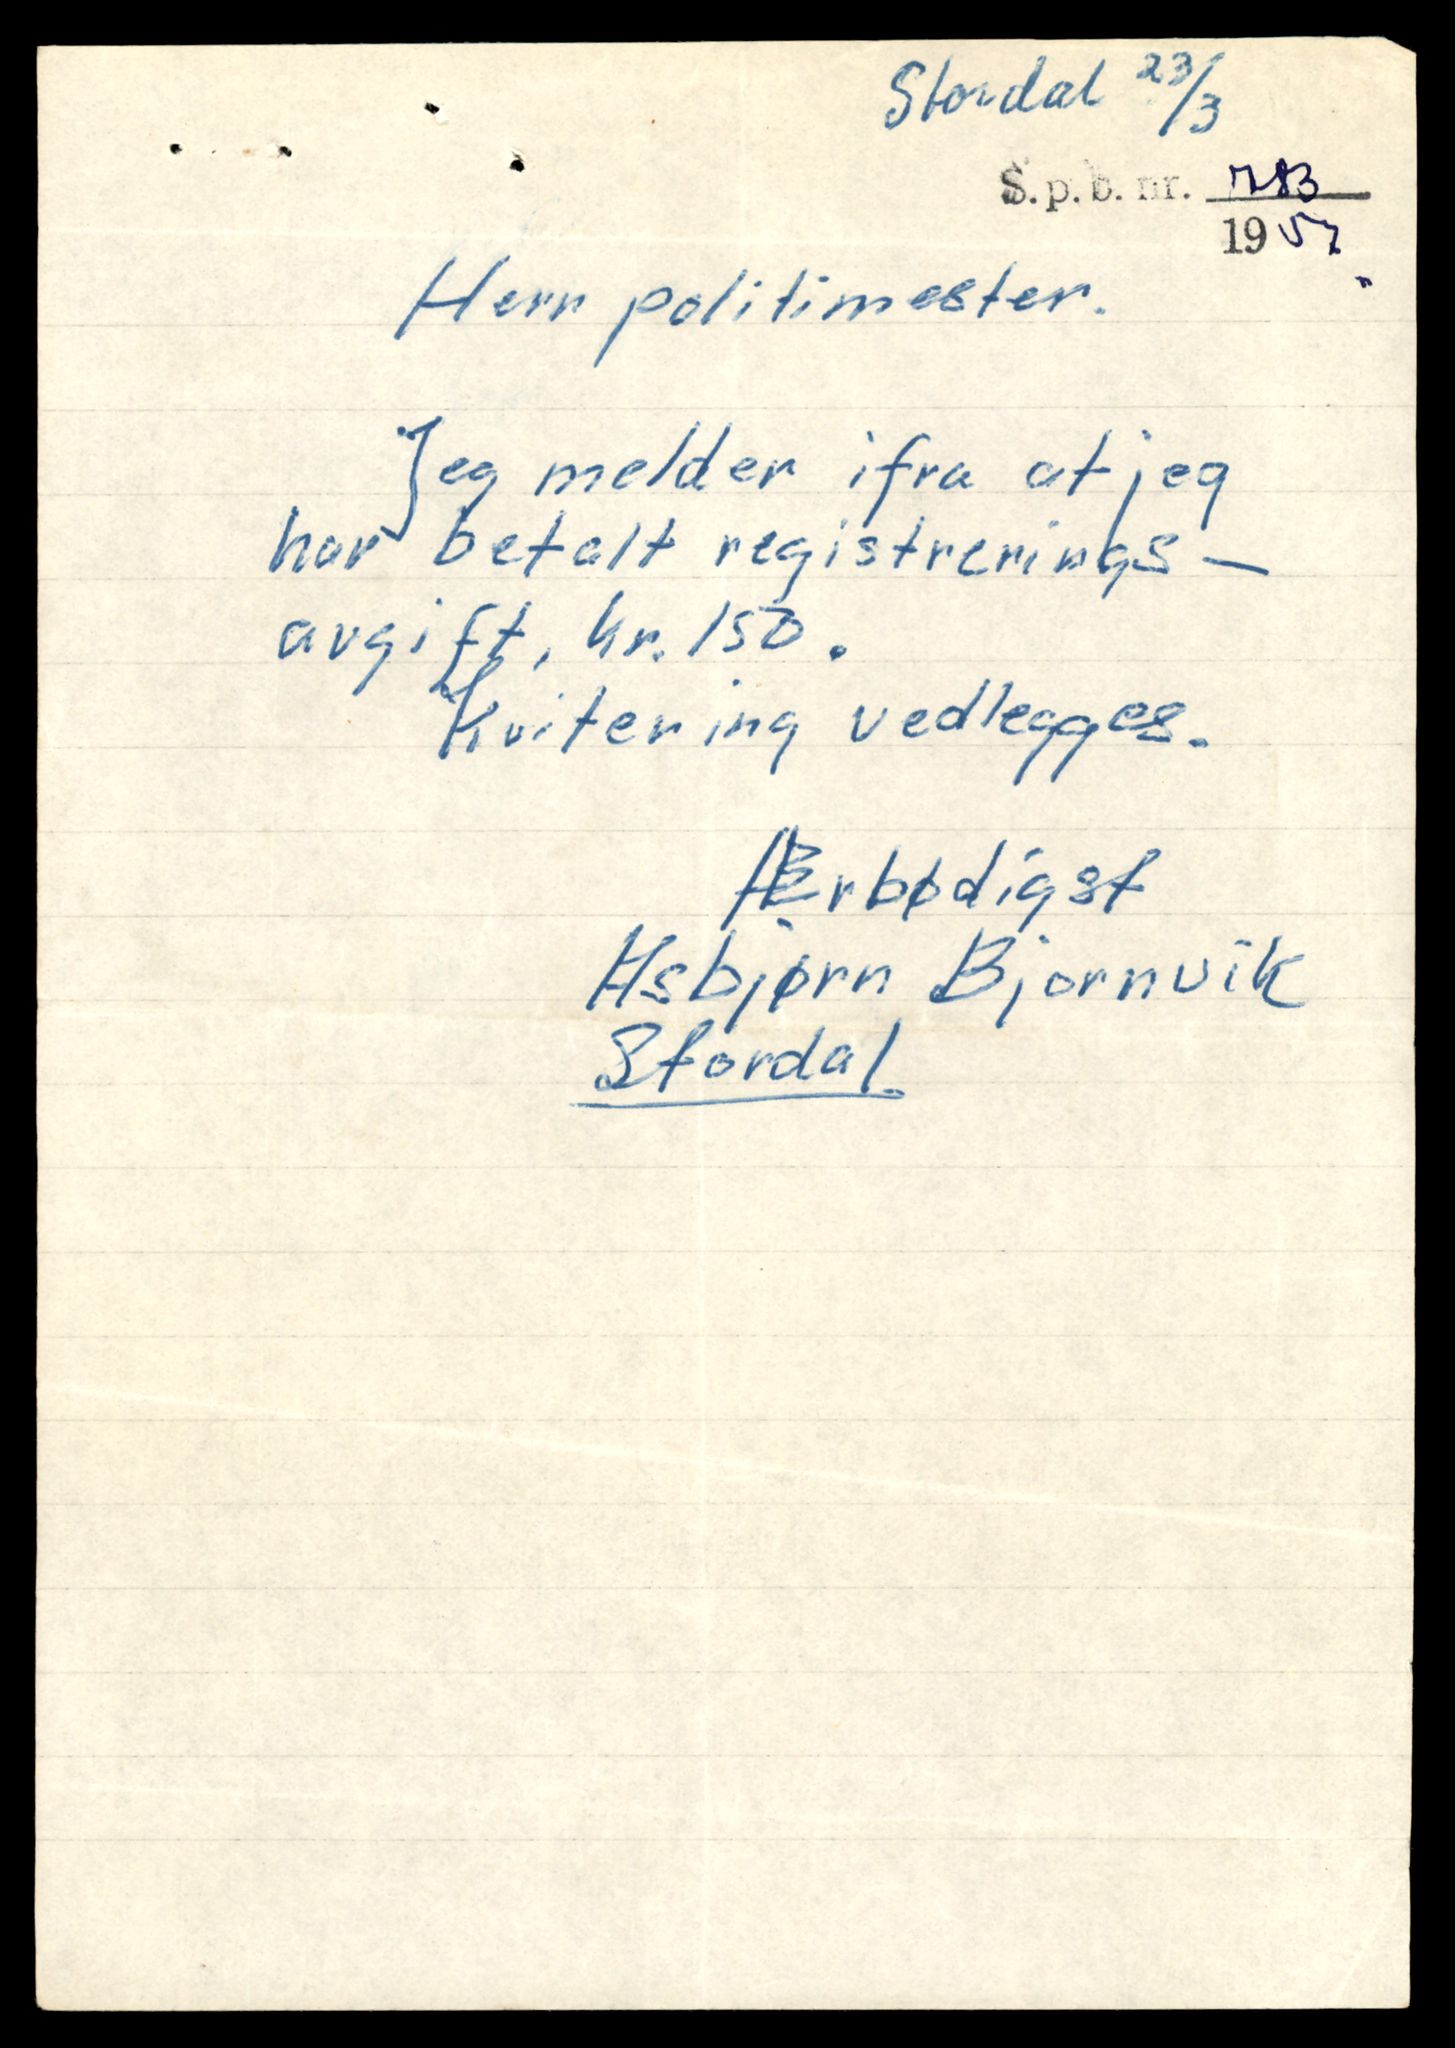 Stordal 23/3
S.p.b. nr. 783
1957.
Herr politimester.
Jeg melder ifra at jeg
har betalt registrerings-
avgift, kr. 150.
Kvitering vedlegges.
Ærbødigst
Asbjørn Bjornvik
Stordal.